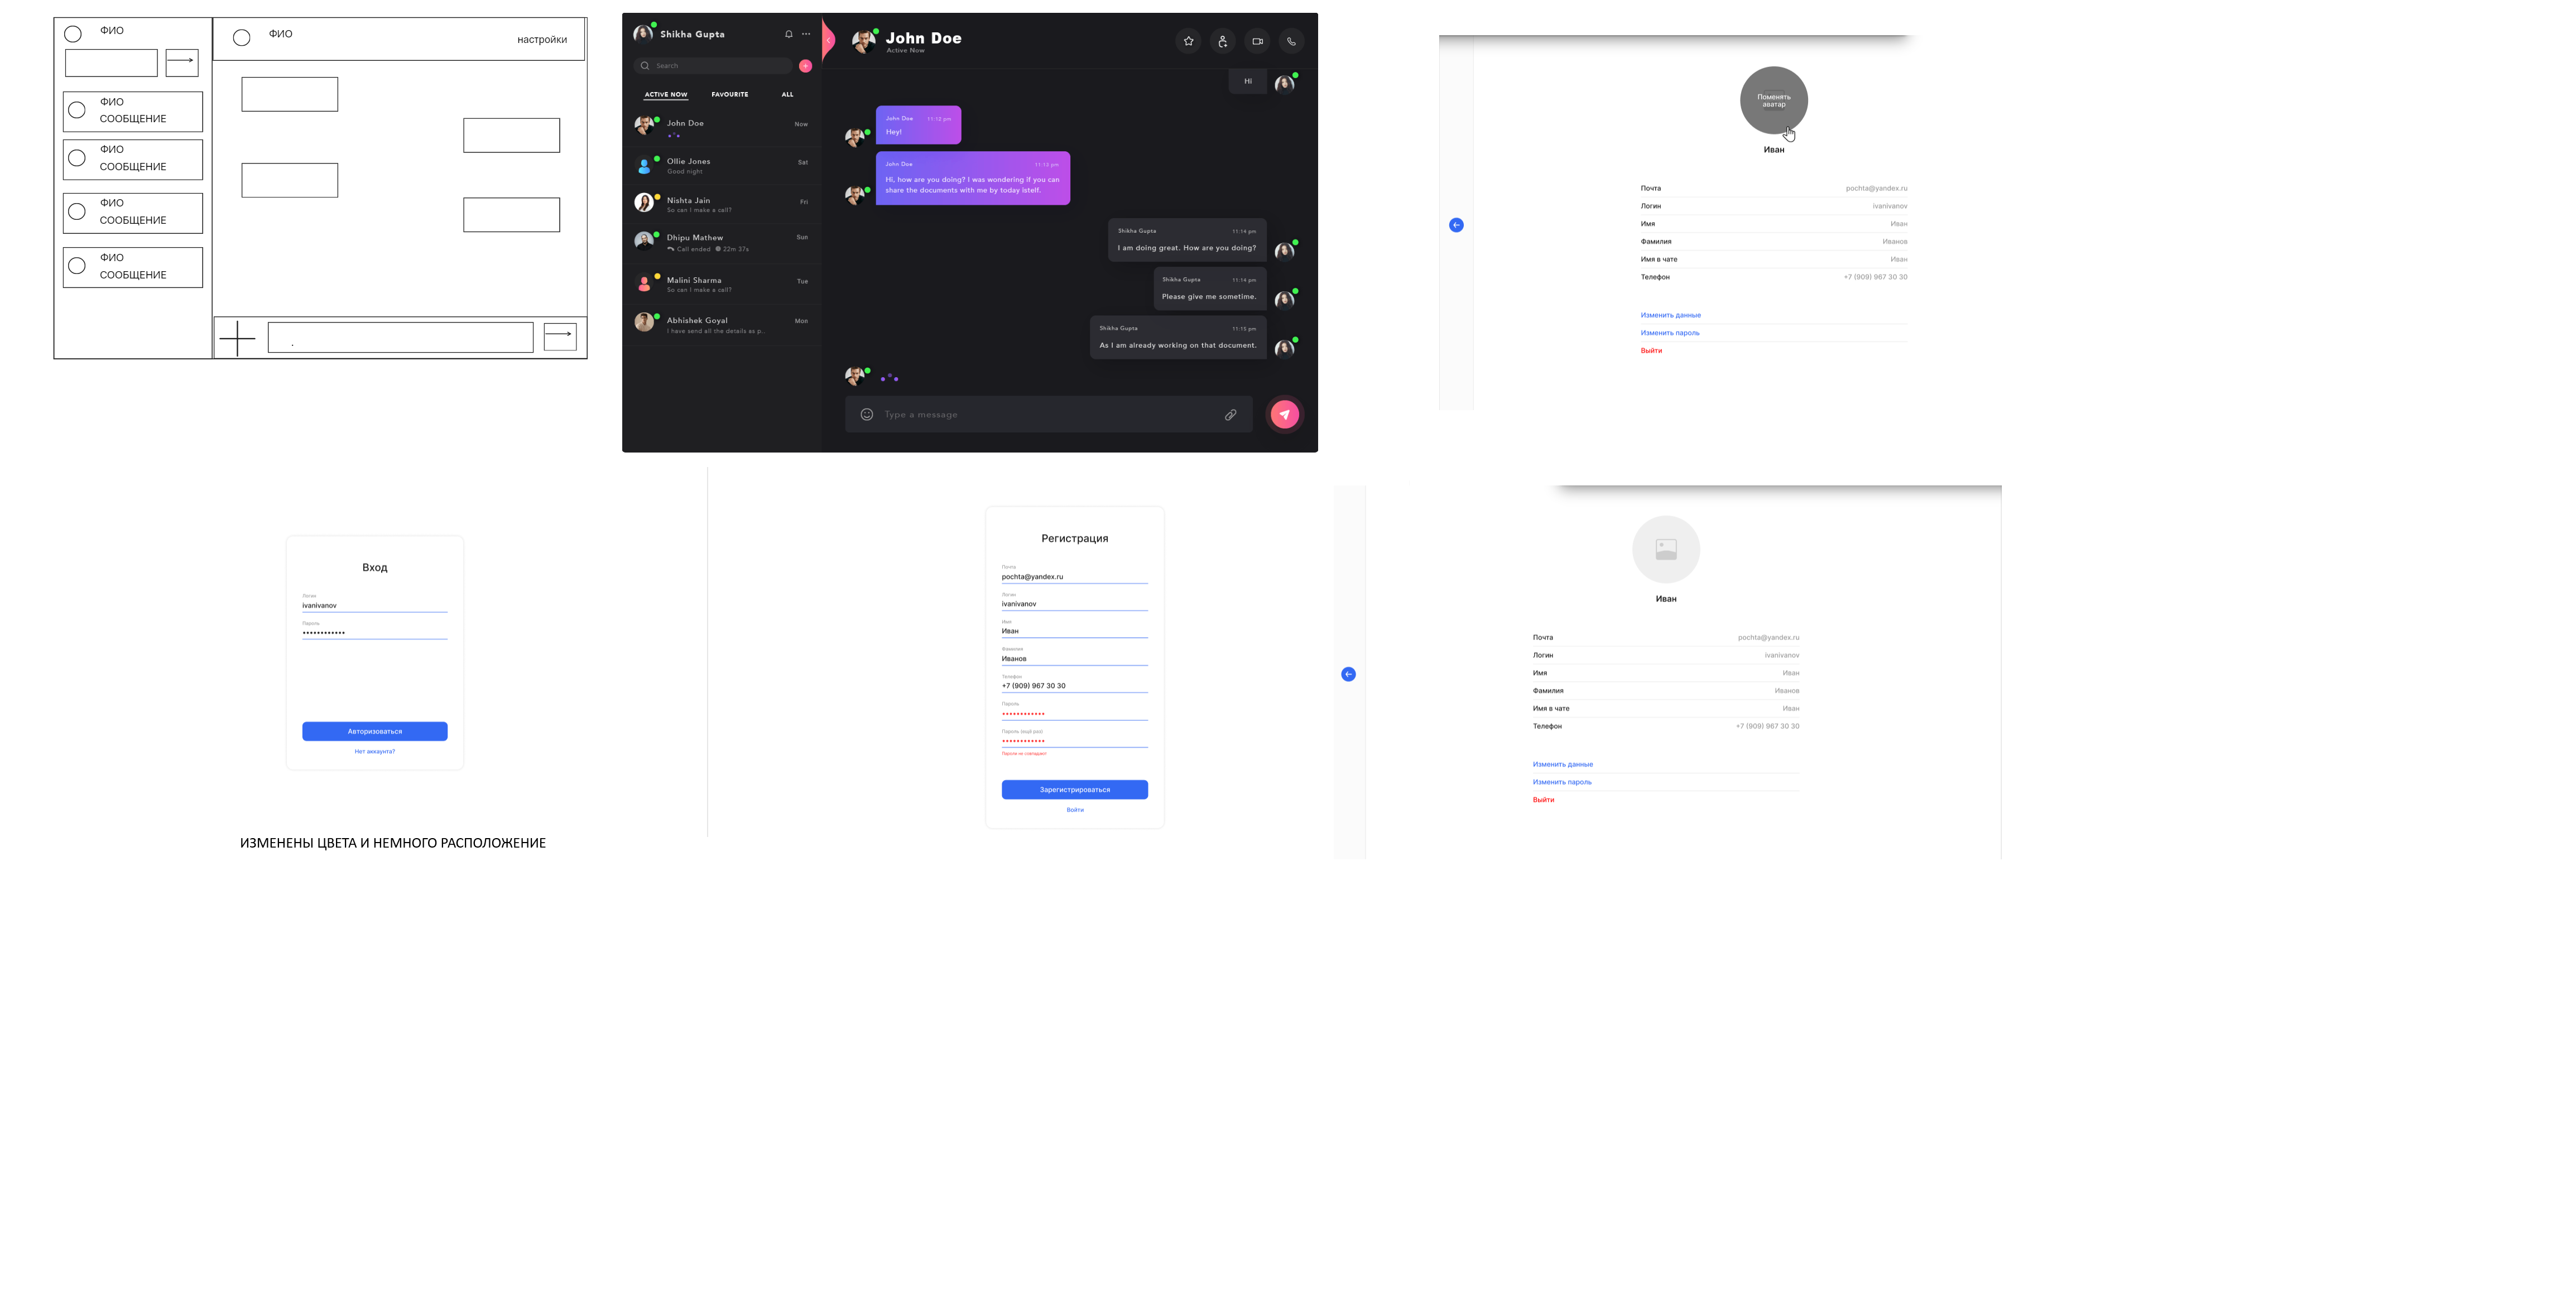 ФИО
ФИО
настройки
ФИО
СООБЩЕНИЕ
ФИО
СООБЩЕНИЕ
ФИО
СООБЩЕНИЕ
ФИО
СООБЩЕНИЕ
Shikha Gupta
Search
ACTIVE NOW FAVOURITE ALL
John Doe Now
Ollie Jones Sat
Good night
Nishta Jain Fri
So can I make a call?
Dhipu Mathew Sun
Call ended 22m 37s
Malini Sharma Tue
So can I make a call?
Abhishek Goyal Mon
I have send all the details as p..
John Doe
Active Now
Hi
John Doe 11:12 pm
Hey!
John Doe 11:12 pm
Hi, how are you doing? I was wondering if you can
share the documents with me by today istelf.
Shikha Gupta 11:14 pm
I am doing great. How are you doing?
Shikha Gupta 11:14 pm
Please give me sometime.
Shikha Gupta 11:15 pm
As I am already working on that document.
Type a message
Поменять
аватар
Иван
Почта pochta@yandex.ru
Логин ivanivanov
Имя Иван
Фамилия Иванов
Имя в чате Иван
Телефон +7 (909) 967 30 30
Изменить данные
Изменить пароль
Выйти
Вход
Логин
ivanivanov
Пароль
Авторизоваться
Нет аккаунта?
ИЗМЕНЕНЫ ЦВЕТА И НЕМНОГО РАСПОЛОЖЕНИЕ
Регистрация
Почта
pochta@yandex.ru
Логин
ivanivanov
Имя
Иван
Фамилия
Иванов
Телефон
+7 (909) 967 30 30
Пароль
Пароль (ещё раз)
Пароли не совпадают
Зарегистрироваться
Войти
Иван
Почта pochta@yandex.ru
Логин ivanivanov
Имя Иван
Фамилия Иванов
Имя в чате Иван
Телефон +7 (909) 967 30 30
Изменить данные
Изменить пароль
Выйти